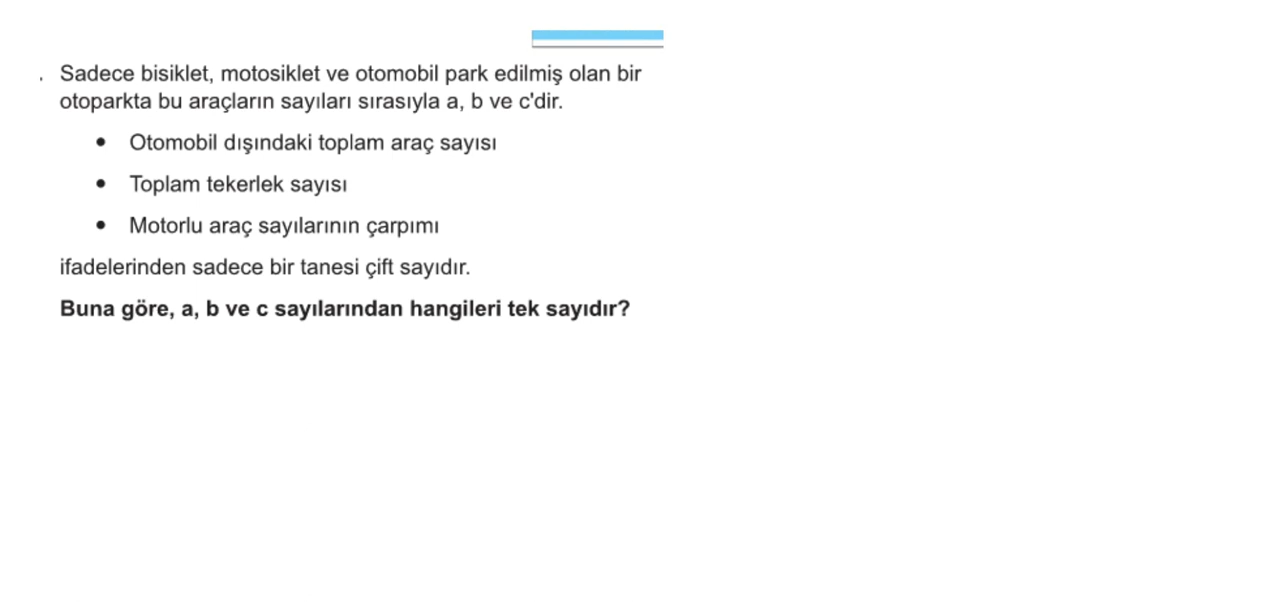 . Sadece bisiklet, motosiklet ve otomobil park edilmiş olan bir
otoparkta bu araçların sayıları sırasıyla a, b ve c'dir.
• Otomobil dışındaki toplam araç sayısı
• Toplam tekerlek sayısı
• Motorlu araç sayılarının çarpımı
ifadelerinden sadece bir tanesi çift sayıdır.
Buna göre, a, b ve c sayılarından hangileri tek sayıdır?